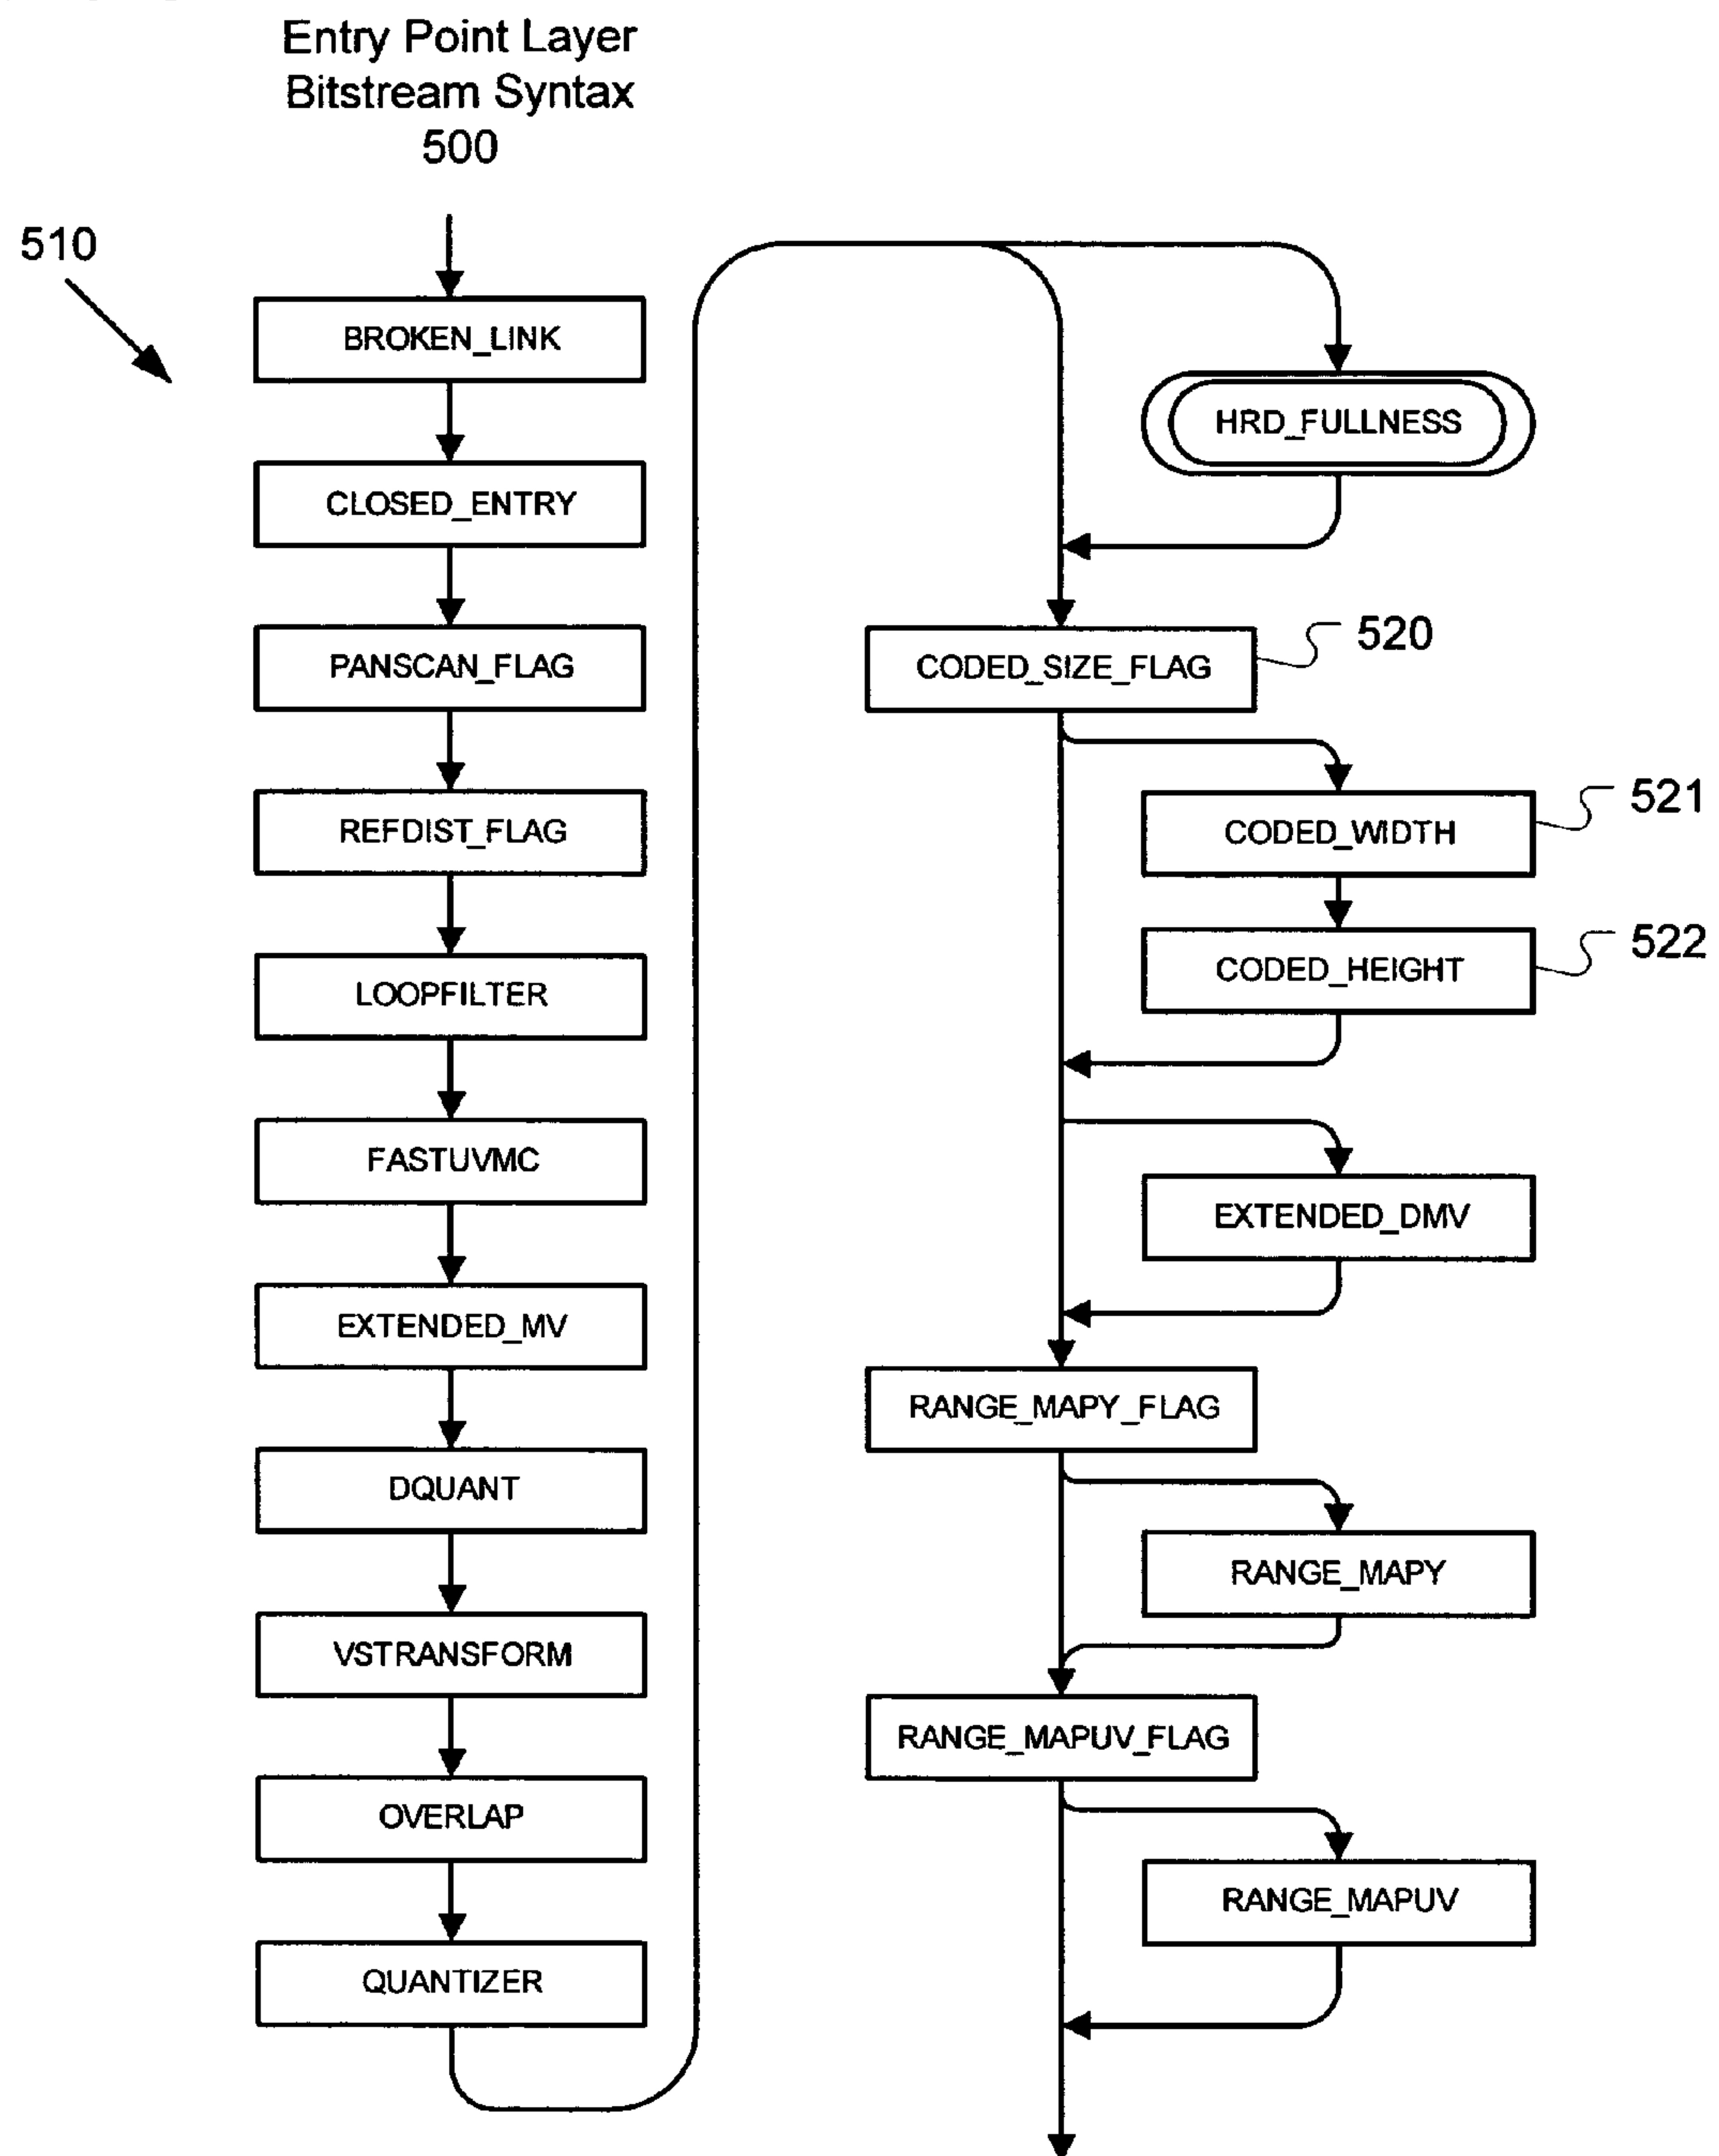 Entry Point Layer
Bitstream Syntax
500
510
BROKEN_LINK
CLOSED_ENTRY
PANSCAN_FLAG
REFDIST_FLAG
LOOPFILTER
FASTUVMC
EXTENDED_MV
DQUANT
VSTRANSFORM
OVERLAP
QUANTIZER
HRD_FULLNESS
CODED_SIZE_FLAG
520
CODED_WIDTH
521
CODED_HEIGHT
522
EXTENDED_DMV
RANGE_MAPY_FLAG
RANGE_MAPY
RANGE_MAPUV_FLAG
RANGE_MAPUV